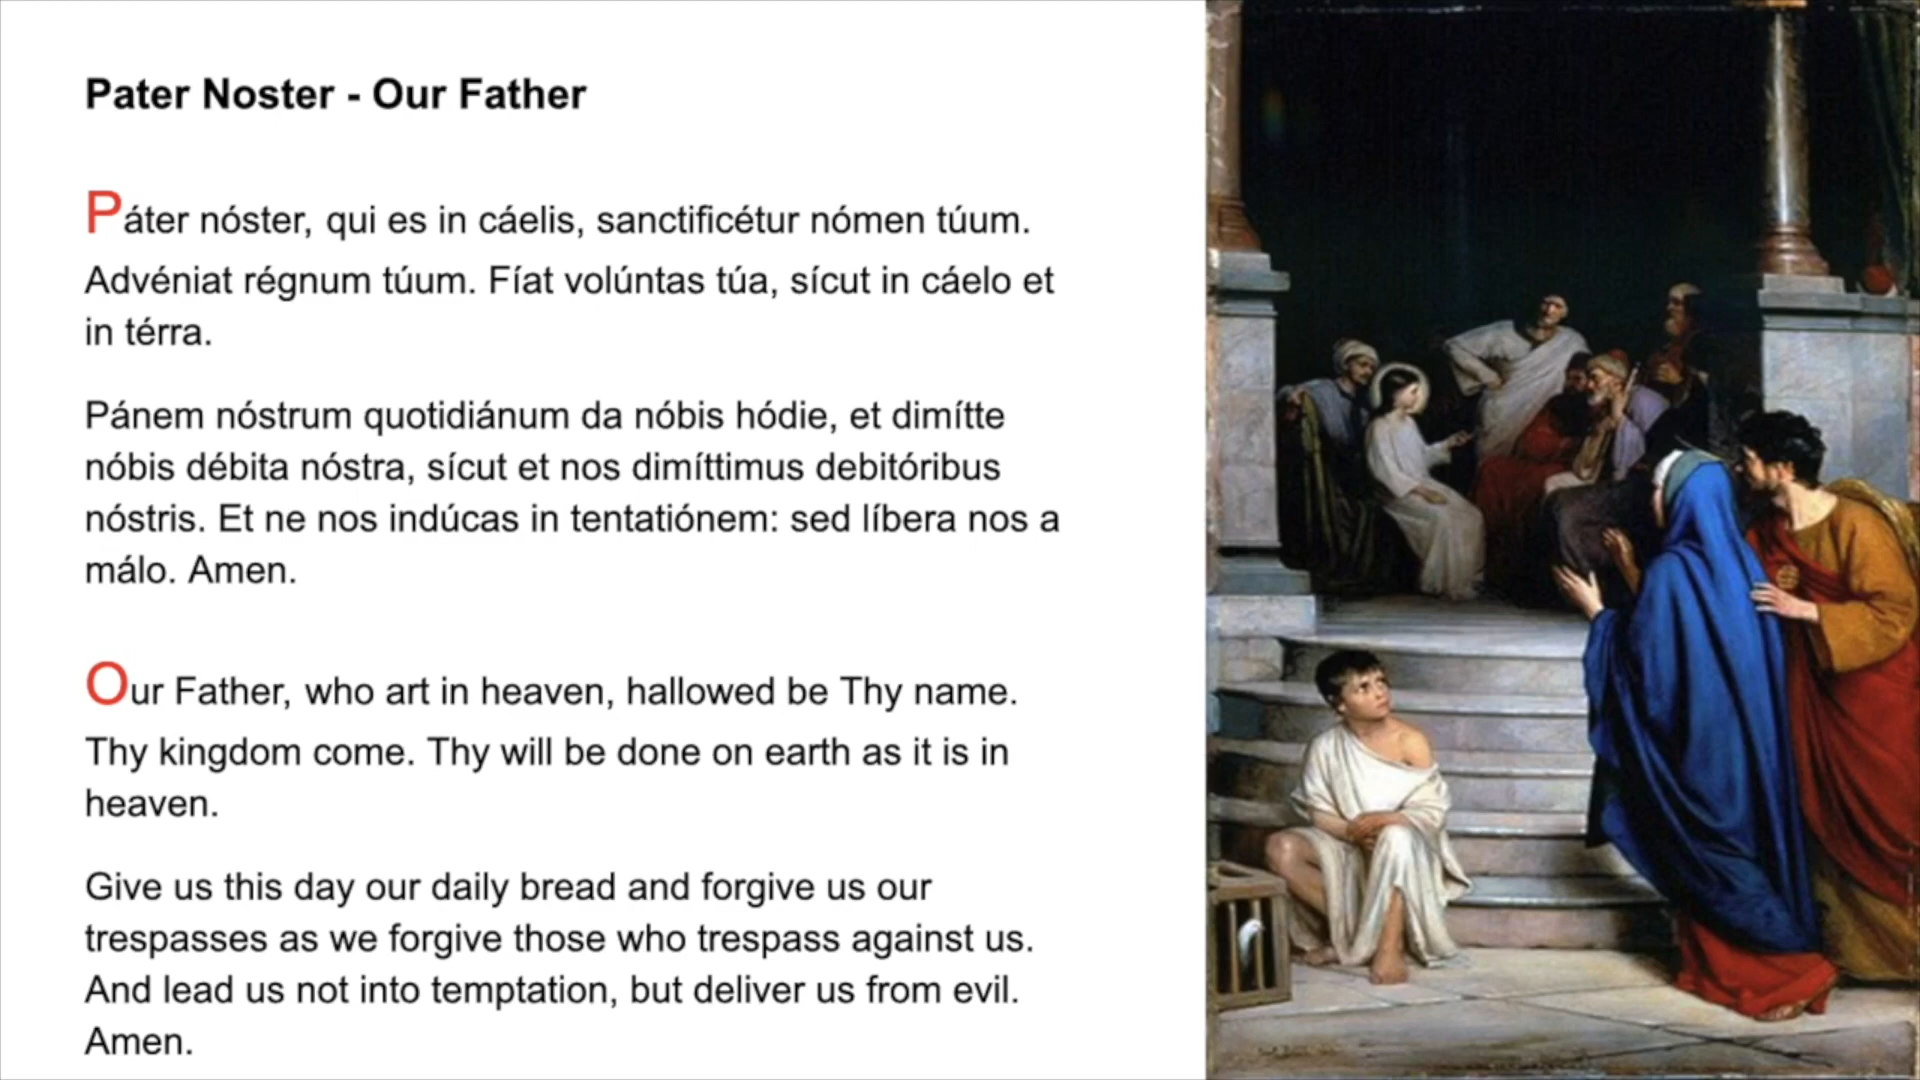 Pater Noster - Our Father
Páter nóster, qui es in cáelis, sanctificétur nómen túum.
Advéniat régnum túum. Fíat volúntas túa, sícut in cáelo et
in térra.
Pánem nóstrum quotidiánum da nóbis hódie, et dimítte
nóbis débita nóstra, sícut et nos dimíttimus debitóribus
nóstris. Et ne nos indúcas in tentatiónem: sed líbera nos a
málo. Amen.
Our Father, who art in heaven, hallowed be Thy name.
Thy kingdom come. Thy will be done on earth as it is in
heaven.
Give us this day our daily bread and forgive us our
trespasses as we forgive those who trespass against us.
And lead us not into temptation, but deliver us from evil.
Amen.